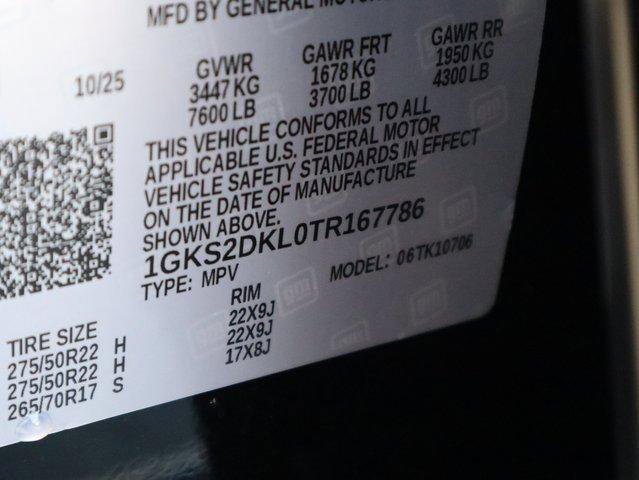 MFD BY GENERAL MOTOR
10/25
GVWR GAWR FRT GAWR RR
3447 KG 1678 KG 1950 KG
7600 LB 3700 LB 4300 LB
THIS VEHICLE CONFORMS TO ALL
APPLICABLE U.S. FEDERAL MOTOR
VEHICLE SAFETY STANDARDS IN EFFECT
ON THE DATE OF MANUFACTURE
SHOWN ABOVE.
1GKS2DKL0TR167786
TYPE: MPV MODEL: 06TK10706
TIRE SIZE RIM
275/50R22 H 22X9J
275/50R22 H 22X9J
265/70R17 S 17X8J